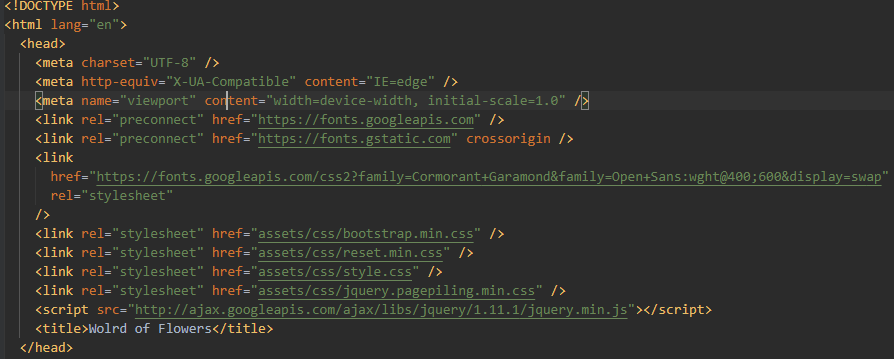 <!DOCTYPE html>
<html lang="en">
  <head>
    <meta charset="UTF-8" />
    <meta http-equiv="X-UA-Compatible" content="IE=edge" />
    <meta name="viewport" content="width=device-width, initial-scale=1.0" />
    <link rel="preconnect" href="https://fonts.googleapis.com" />
    <link rel="preconnect" href="https://fonts.gstatic.com" crossorigin />
    <link
      href="https://fonts.googleapis.com/css2?family=Cormorant+Garamond&family=Open+Sans:wght@400;600&display=swap"
      rel="stylesheet"
    />
    <link rel="stylesheet" href="assets/css/bootstrap.min.css" />
    <link rel="stylesheet" href="assets/css/reset.min.css" />
    <link rel="stylesheet" href="assets/css/style.css" />
    <link rel="stylesheet" href="assets/css/jquery.pagepiling.min.css" />
    <script src="http://ajax.googleapis.com/ajax/libs/jquery/1.11.1/jquery.min.js"></script>
    <title>Wolrd of Flowers</title>
  </head>